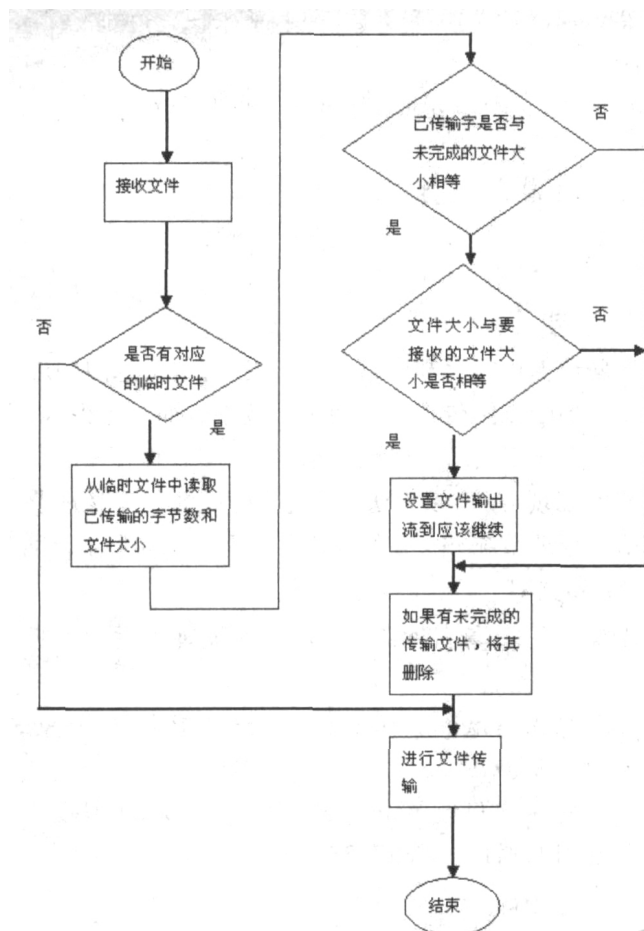 开始
接收文件
否
是否有对应
的临时文件
是
从临时文件中读取
已传输的字节数和
文件大小
已传输字是否与
未完成的文件大
小相等
否
是
文件大小与要
接收的文件大
小是否相等
否
是
设置文件输出
流到应该继续
如果有未完成的
传输文件，将其
删除
进行文件传
输
结束